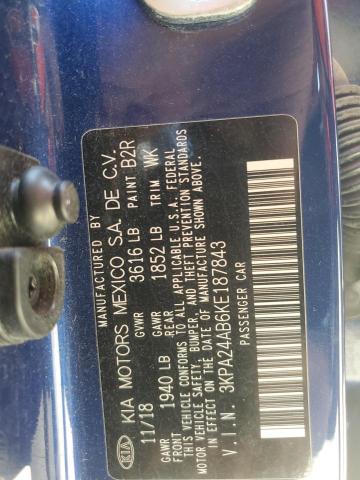 MANUFACTURED BY
KIA KIA MOTORS MEXICO S.A. DE C.V.
11/18 GVWR 3616 LB PAINT B2R
GAWR FRONT 1940 LB GAWR REAR 1852 LB TRIM WK
THIS VEHICLE CONFORMS TO ALL APPLICABLE U.S.A. FEDERAL
MOTOR VEHICLE SAFETY, BUMPER, AND THEFT PREVENTION STANDARDS
IN EFFECT ON THE DATE OF MANUFACTURE SHOWN ABOVE.
V.I.N. 3KPA24AB6KE187843
PASSENGER CAR